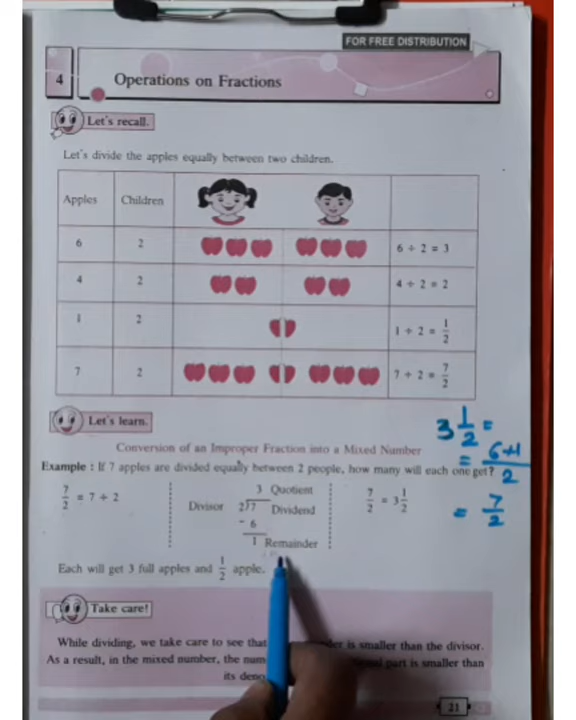 FOR FREE DISTRIBUTION
4 Operations on Fractions
Let's recall.
Let's divide the apples equally between two children.
Apples Children
6 2 6 ÷ 2 = 3
4 2 4 ÷ 2 = 2
1 2 1 ÷ 2 = 1/2
7 2 7 ÷ 2 = 7/2
Let's learn.
3 1/2 =
= 6+1/2
= 7/2
Conversion of an Improper Fraction into a Mixed Number
Example : If 7 apples are divided equally between 2 people, how many will each one get?
7/2 = 7 ÷ 2
3 Quotient
Divisor 2)7 Dividend
- 6
1 Remainder
7/2 = 3 1/2
Each will get 3 full apples and 1/2 apple.
Take care!
While dividing, we take care to see that is smaller than the divisor.
As a result, in the mixed number, the part is smaller than
its
21